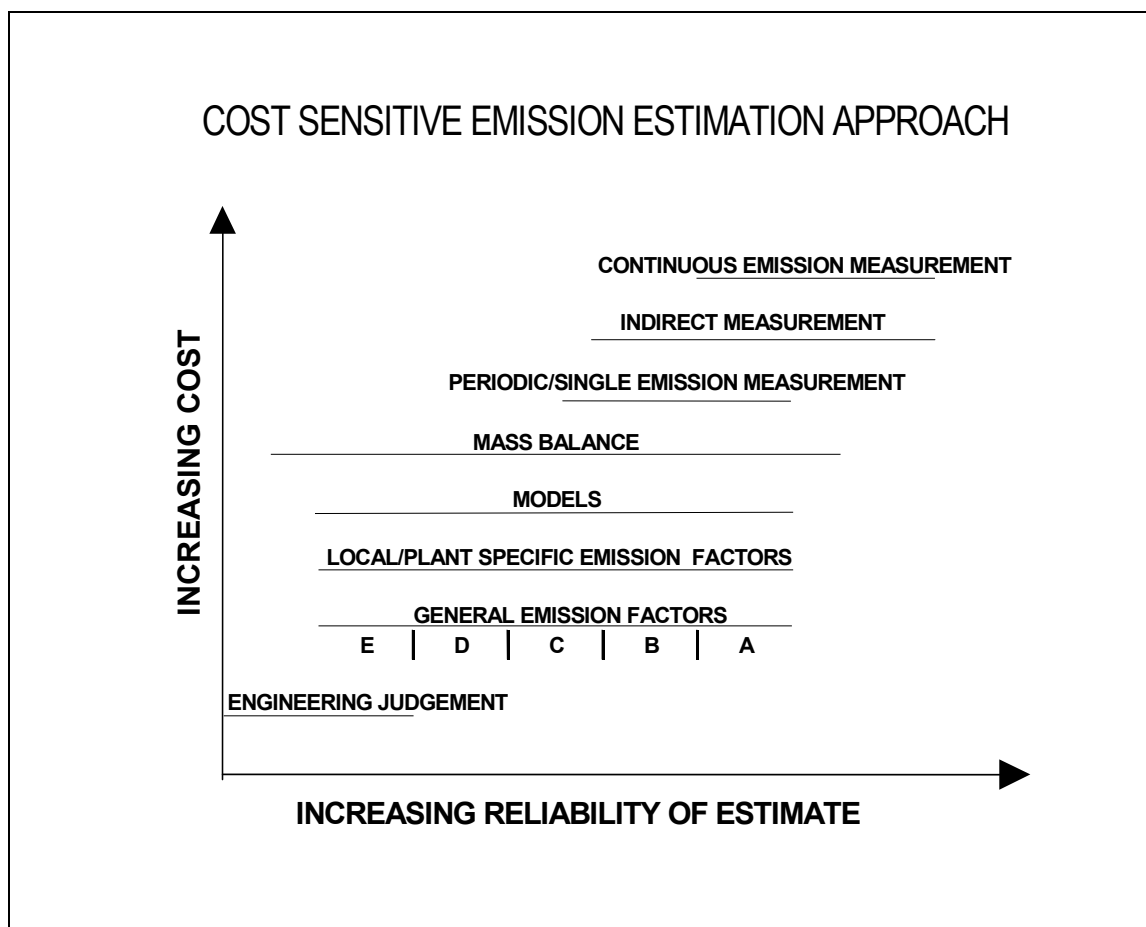 COST SENSITIVE EMISSION ESTIMATION APPROACH
CONTINUOUS EMISSION MEASUREMENT
INDIRECT MEASUREMENT
PERIODIC/SINGLE EMISSION MEASUREMENT
MASS BALANCE
MODELS
LOCAL/PLANT SPECIFIC EMISSION FACTORS
GENERAL EMISSION FACTORS
E D C B A
ENGINEERING JUDGEMENT
INCREASING COST
INCREASING RELIABILITY OF ESTIMATE